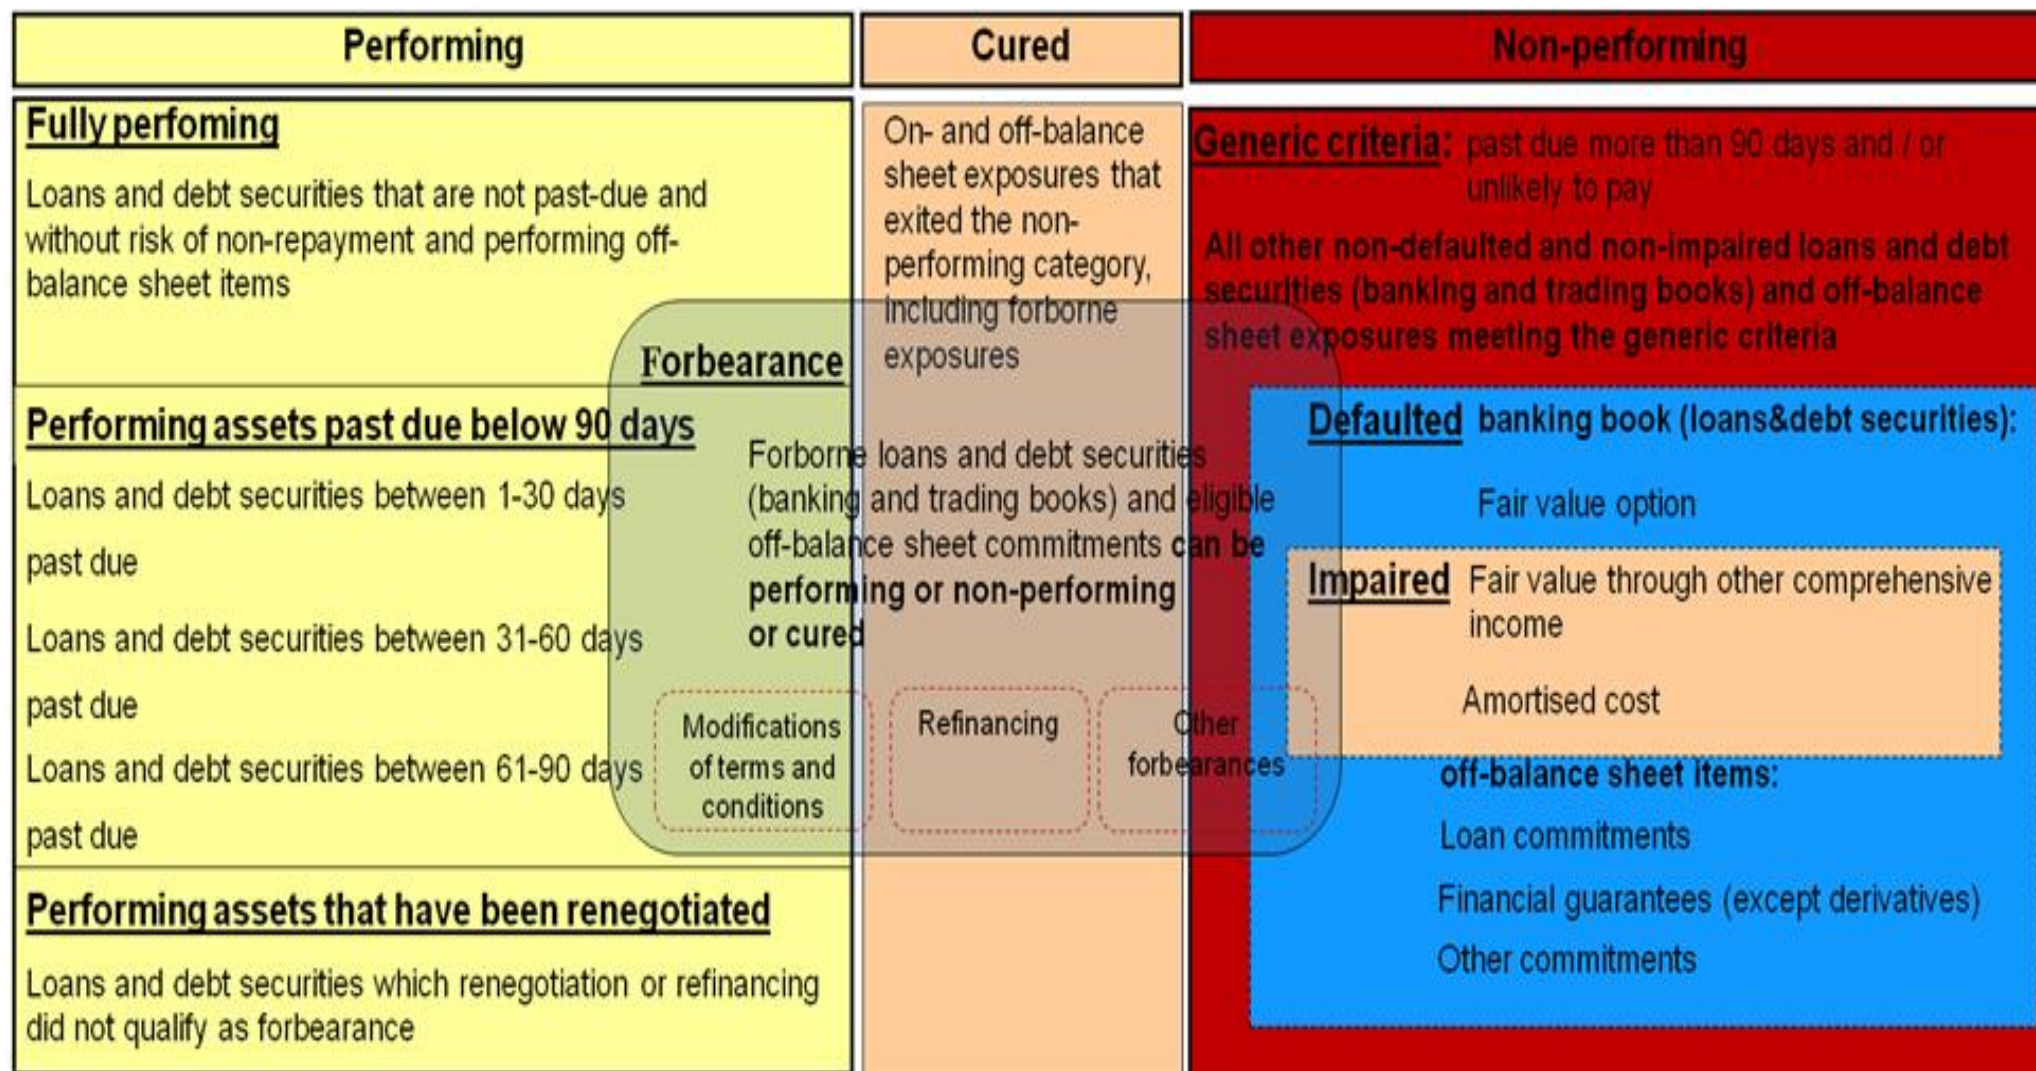 Performing
Fully perfoming
Loans and debt securities that are not past-due and
without risk of non-repayment and performing off-
balance sheet items
Performing assets past due below 90 days
Loans and debt securities between 1-30 days
past due
Loans and debt securities between 31-60 days
past due
Loans and debt securities between 61-90 days
past due
Performing assets that have been renegotiated
Loans and debt securities which renegotiation or refinancing
did not qualify as forbearance
Cured
On- and off-balance
sheet exposures that
exited the non-
performing category,
including forborne
exposures
Forbearance
Forborne loans and debt securities
(banking and trading books) and eligible
off-balance sheet commitments can be
performing or non-performing
or cured
Modifications
of terms and
conditions
Refinancing
Other
forbearances
Non-performing
Generic criteria: past due more than 90 days and / or
unlikely to pay
All other non-defaulted and non-impaired loans and debt
securities (banking and trading books) and off-balance
sheet exposures meeting the generic criteria
Defaulted banking book (loans&debt securities):
Fair value option
Impaired Fair value through other comprehensive
income
Amortised cost
off-balance sheet items:
Loan commitments
Financial guarantees (except derivatives)
Other commitments